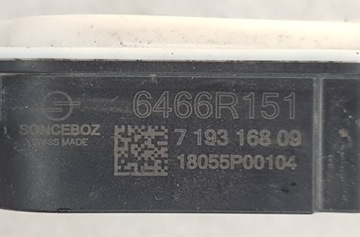 6466R151
SONCEBOZ
SWISS MADE
7 193 168 09
18055P00104